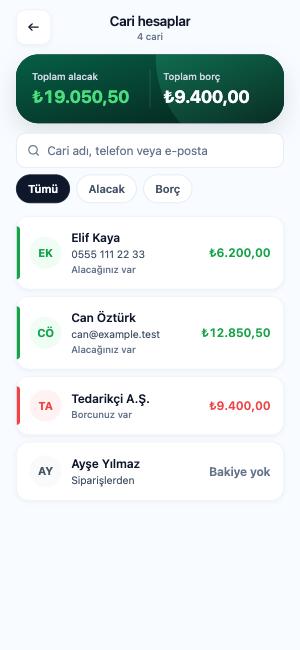 Cari hesaplar
4 cari
Toplam alacak
₺19.050,50
Toplam borç
₺9.400,00
Cari adı, telefon veya e-posta
Tümü
Alacak
Borç
EK
Elif Kaya
0555 111 22 33
Alacağınız var
₺6.200,00
CÖ
Can Öztürk
can@example.test
Alacağınız var
₺12.850,50
TA
Tedarikçi A.Ş.
Borcunuz var
₺9.400,00
AY
Ayşe Yılmaz
Siparişlerden
Bakiye yok